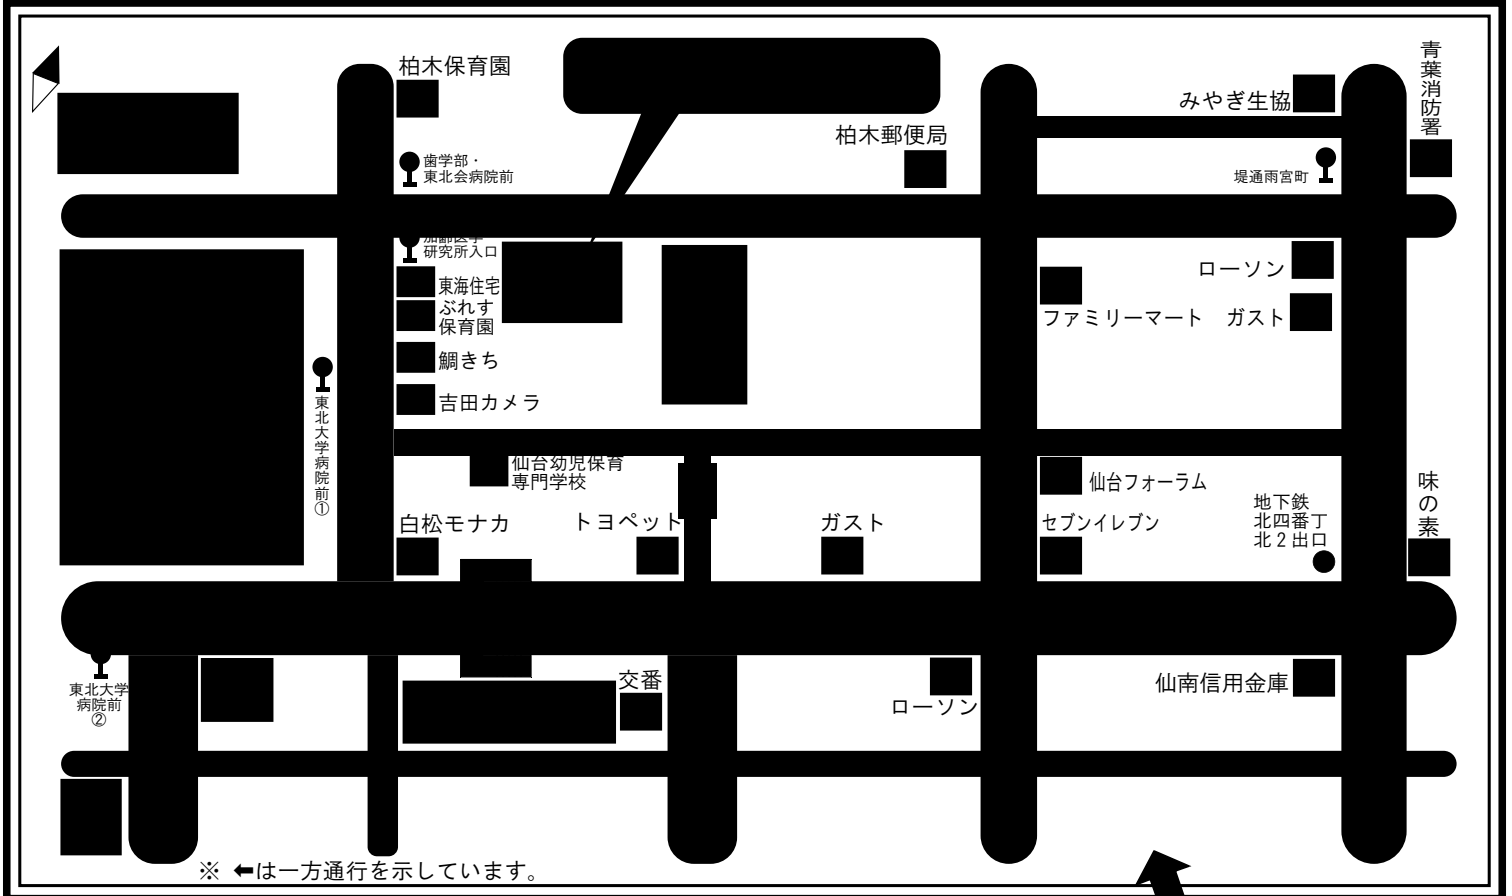 柏木保育園
歯学部・
東北会病院前
柏木郵便局
みやぎ生協
青葉消防署
堤通雨宮町
加齢医学
研究所入口
東海住宅
ぷれす
保育園
鯛きち
吉田カメラ
ローソン
ファミリーマート
ガスト
東北大学病院前①
仙台幼児保育
専門学校
白松モナカ
トヨペット
ガスト
仙台フォーラム
セブンイレブン
地下鉄
北四番丁
北2出口
味の素
東北大学
病院前
②
交番
ローソン
仙南信用金庫
※ ⬅は一方通行を示しています。